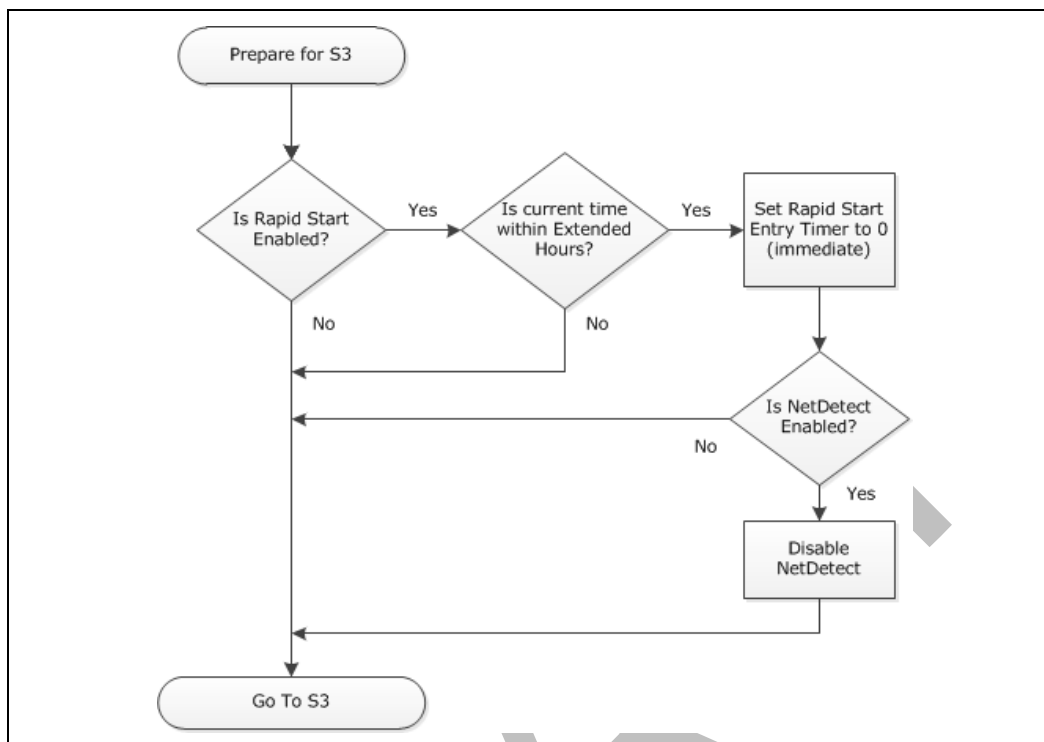 Prepare for S3
Is Rapid Start
Enabled?
Yes
Is current time
within Extended
Hours?
Yes
Set Rapid Start
Entry Timer to 0
(immediate)
No
No
Is NetDetect
Enabled?
No
Yes
Disable
NetDetect
Go To S3